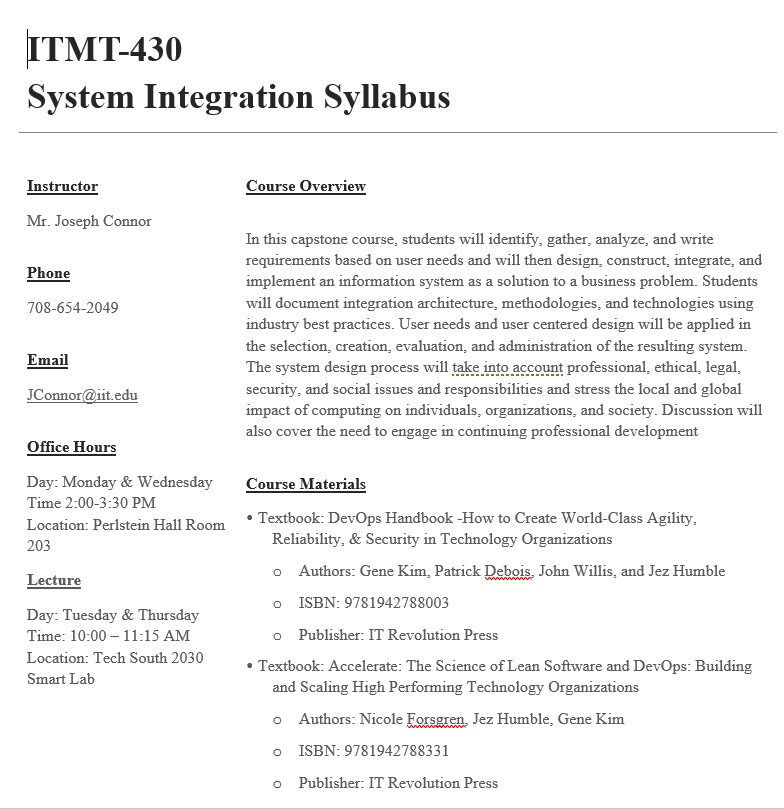 ITMT-430
System Integration Syllabus
Instructor
Mr. Joseph Connor
Phone
708-654-2049
Email
JConnor@iit.edu
Office Hours
Day: Monday & Wednesday
Time 2:00-3:30 PM
Location: Perlstein Hall Room
203
Lecture
Day: Tuesday & Thursday
Time: 10:00 – 11:15 AM
Location: Tech South 2030
Smart Lab
Course Overview
In this capstone course, students will identify, gather, analyze, and write
requirements based on user needs and will then design, construct, integrate, and
implement an information system as a solution to a business problem. Students
will document integration architecture, methodologies, and technologies using
industry best practices. User needs and user centered design will be applied in
the selection, creation, evaluation, and administration of the resulting system.
The system design process will take into account professional, ethical, legal,
security, and social issues and responsibilities and stress the local and global
impact of computing on individuals, organizations, and society. Discussion will
also cover the need to engage in continuing professional development
Course Materials
• Textbook: DevOps Handbook -How to Create World-Class Agility,
Reliability, & Security in Technology Organizations
o Authors: Gene Kim, Patrick Debois, John Willis, and Jez Humble
o ISBN: 9781942788003
o Publisher: IT Revolution Press
• Textbook: Accelerate: The Science of Lean Software and DevOps: Building
and Scaling High Performing Technology Organizations
o Authors: Nicole Forsgren, Jez Humble, Gene Kim
o ISBN: 9781942788331
o Publisher: IT Revolution Press